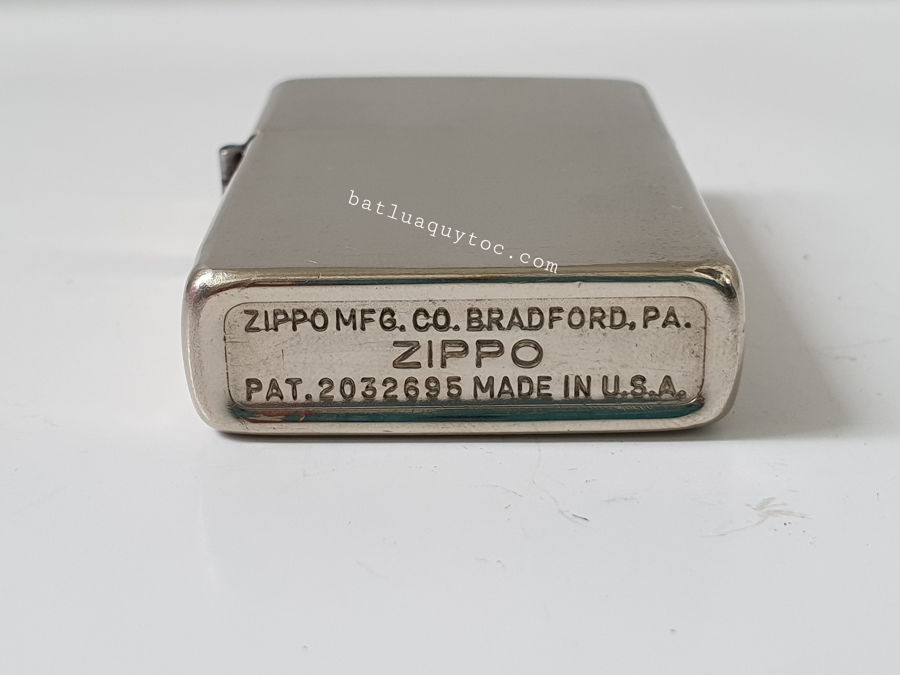 batluaquytoc.com
ZIPPO MFG. CO. BRADFORD, PA.
ZIPPO
PAT. 2032695 MADE IN U.S.A.